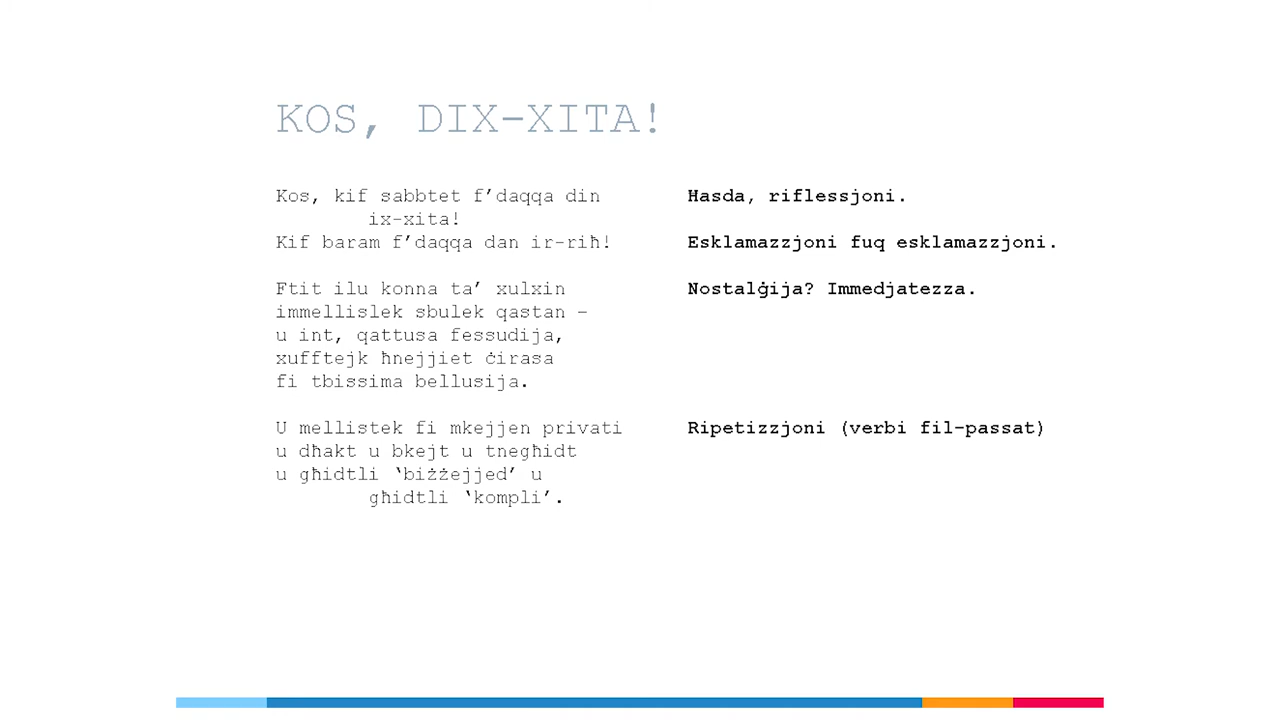 KOS, DIX-XITA!
Kos, kif sabbtet f’daqqa din
ix-xita!
Kif baram f’daqqa dan ir-riħ!
Ftit ilu konna ta’ xulxin
immellislek sbulek qastan –
u int, qattusa fessudija,
xufftejk ħnejjiet ċirasa
fi tbissima bellusija.
U mellistek fi mkejjen privati
u dħakt u bkejt u tnegħidt
u għidtli ‘biżżejjed’ u
għidtli ‘kompli’.
Hasda, riflessjoni.
Esklamazzjoni fuq esklamazzjoni.
Nostalġija? Immedjatezza.
Ripetizzjoni (verbi fil-passat)